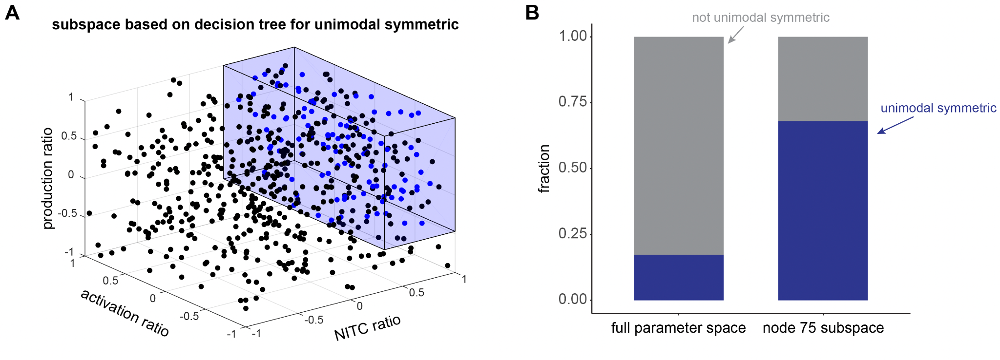 A
subspace based on decision tree for unimodal symmetric
production ratio
1
0.5
0
-0.5
-1
1
0.5
0
-0.5
-1
activation ratio
-1
-0.5
0
0.5
1
NITC ratio
B
not unimodal symmetric
unimodal symmetric
fraction
1.00
0.75
0.50
0.25
0.00
full parameter space
node 75 subspace